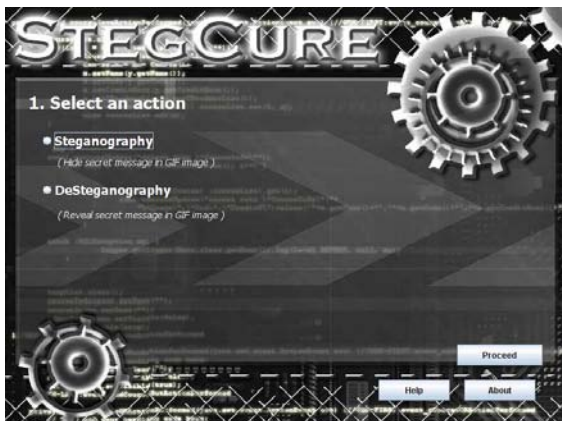 STEGCURE
1. Select an action
Steganography
( Hide secret message in GIF image )
DeSteganography
( Reveal secret message in GIF image )
Proceed
Help About